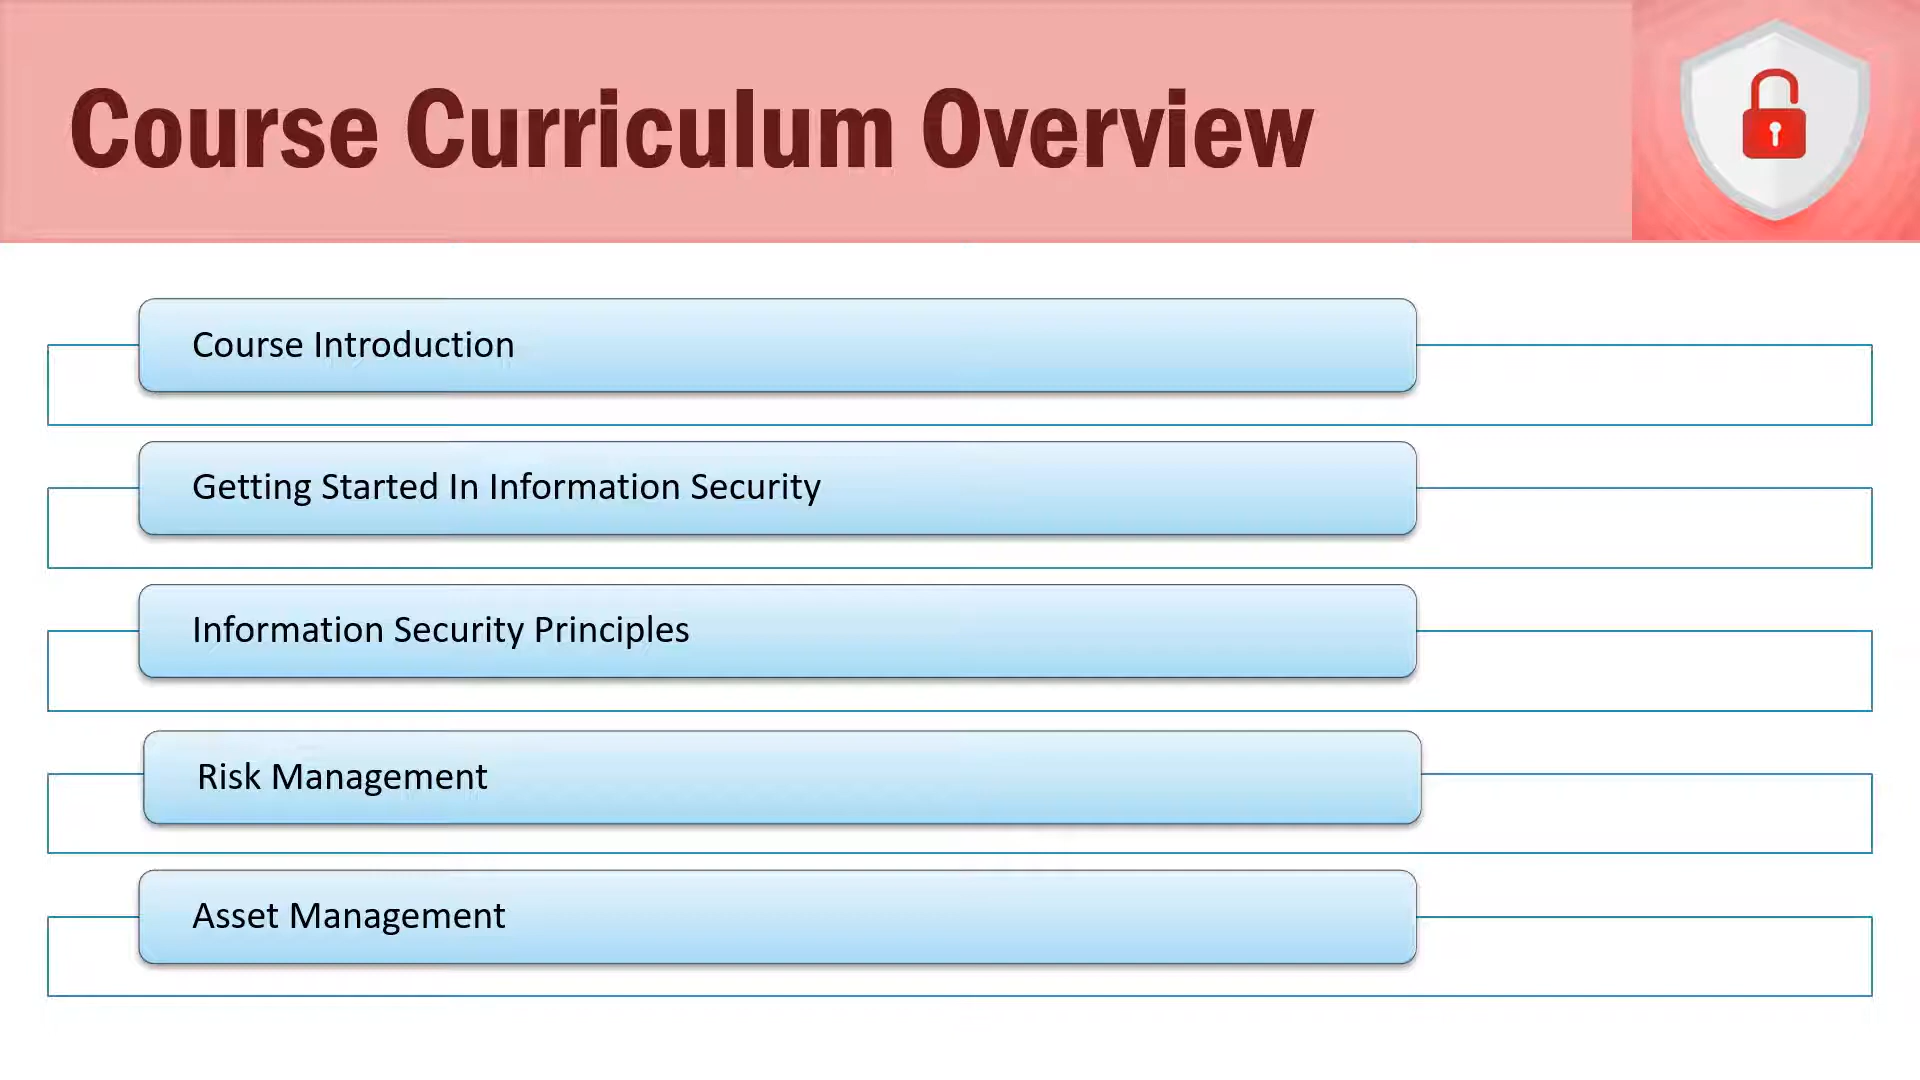 Course Curriculum Overview
Course Introduction
Getting Started In Information Security
Information Security Principles
Risk Management
Asset Management